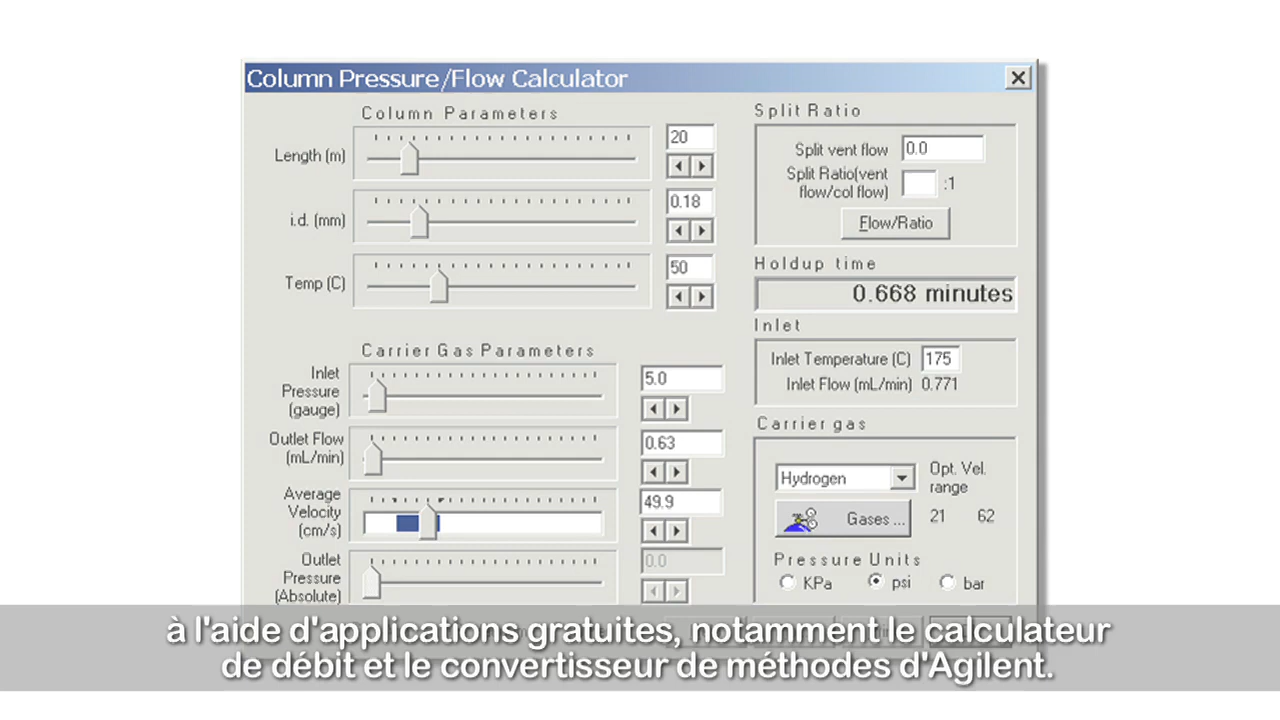 Column Pressure/Flow Calculator
Column Parameters
Length (m)
20
i.d. (mm)
0.18
Temp (C)
50
Carrier Gas Parameters
Inlet
Pressure
(gauge)
5.0
Outlet Flow
(mL/min)
0.63
Average
Velocity
(cm/s)
49.9
Outlet
Pressure
(Absolute)
0.0
Split Ratio
Split vent flow
0.0
Split Ratio(vent
flow/col flow)
:1
Flow/Ratio
Holdup time
0.668 minutes
Inlet
Inlet Temperature (C)
175
Inlet Flow (mL/min) 0.771
Carrier gas
Hydrogen
Opt. Vel.
range
Gases ...
21 62
Pressure Units
KPa psi bar
à l'aide d'applications gratuites, notamment le calculateur
de débit et le convertisseur de méthodes d'Agilent.